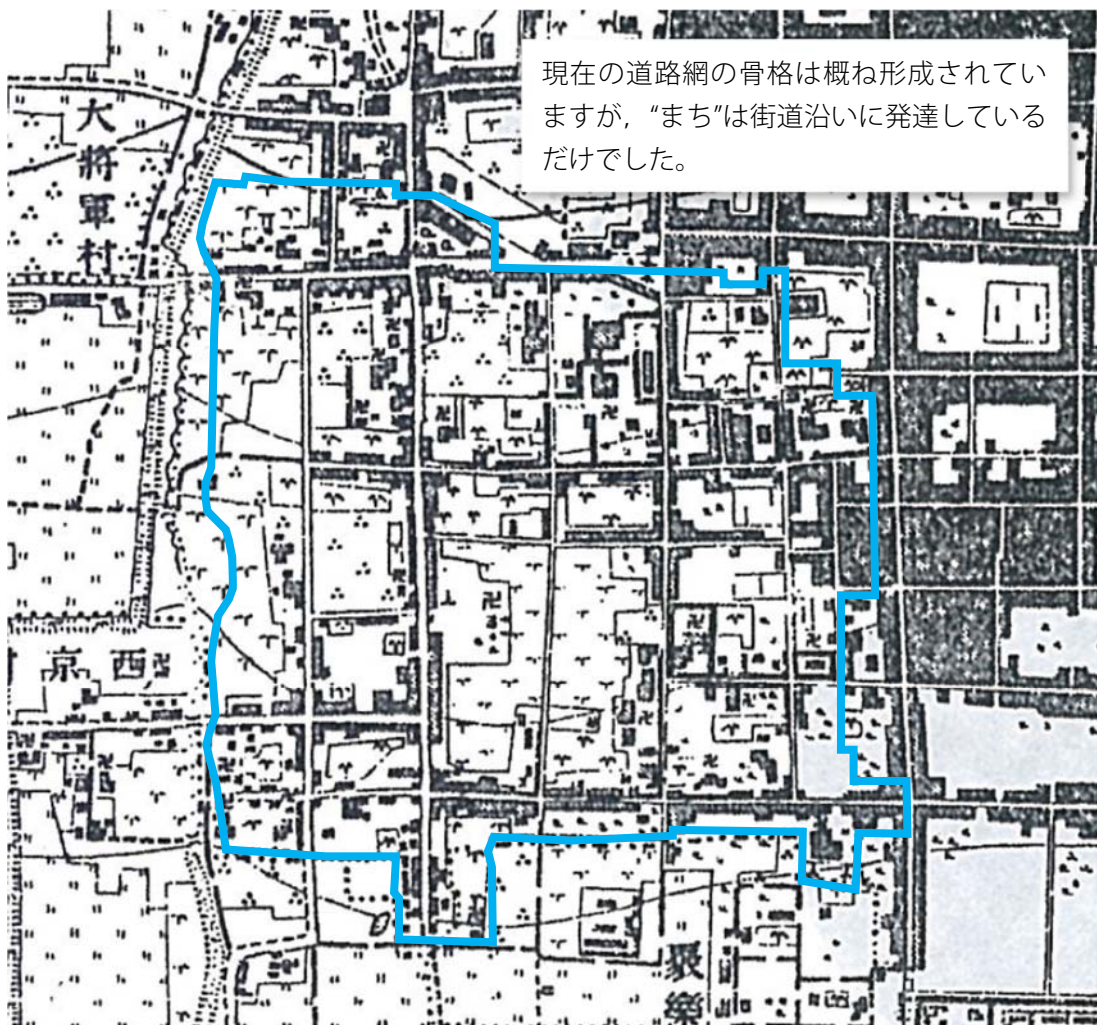 現在の道路網の骨格は概ね形成されてい
ますが，“まち”は街道沿いに発達している
だけでした。
大將軍村
西京
聚樂